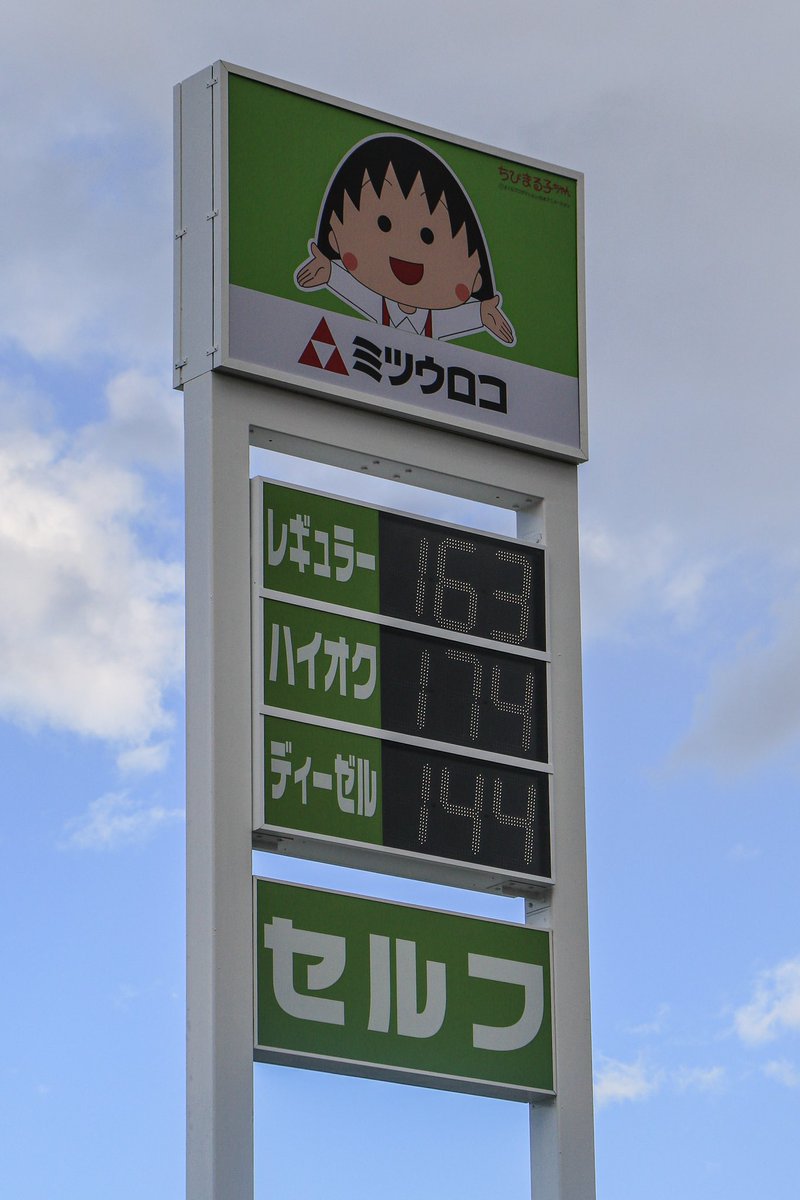 ちびまる子ちゃん
ミツウロコ
レギュラー 163
ハイオク 174
ディーゼル 144
セルフ